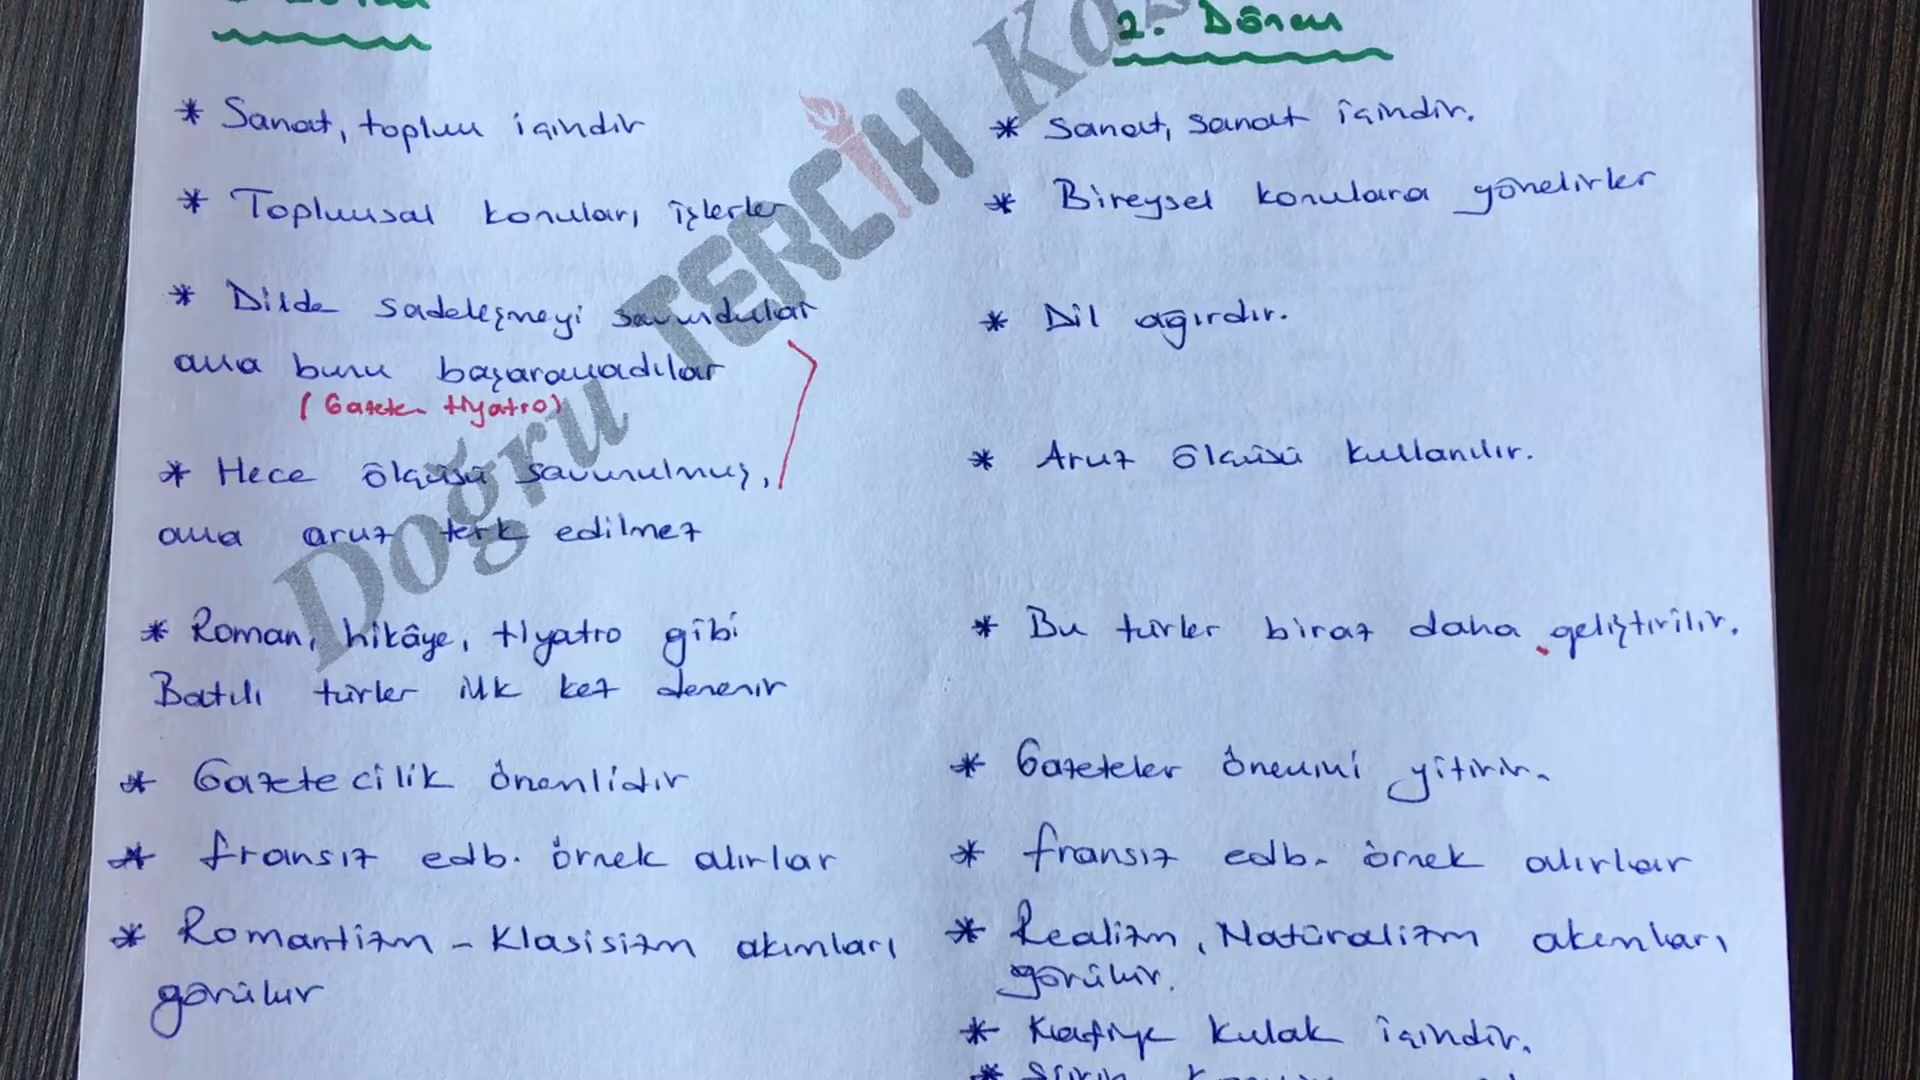 2. Dönem
* Sanat, toplum içindir
* Toplumsal konuları işlerler
* Dilde sadeleşmeyi savundular
ama bunu başaramadılar
(Gazete - tiyatro)
* Hece ölçüsü savunulmuş,
ama aruz terk edilmez
* Roman, hikâye, tiyatro gibi
Batılı türler ilk kez denenir
* Gazetecilik önemlidir
* Fransız edb. örnek alırlar
* Romantizm - Klasisizm akımları
görülür
* Sanat, sanat içindir.
* Bireysel konulara yönelirler
* Dil ağırdır.
* Aruz ölçüsü kullanılır.
* Bu türler biraz daha geliştirilir.
* Gazeteler önemini yitirir.
* Fransız edb. örnek alırlar
* Realizm, Natüralizm akımları
görülür.
* Kafiye kulak içindir.
Doğru TERCİH